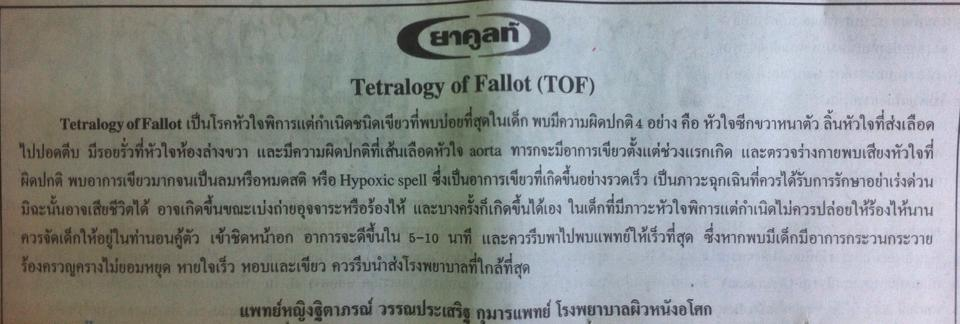 ยาคูลท์
Tetralogy of Fallot (TOF)
Tetralogy of Fallot เป็นโรคหัวใจพิการแต่กำเนิดชนิดเขียวที่พบบ่อยที่สุดในเด็ก พบมีความผิดปกติ 4 อย่าง คือ หัวใจซีกขวาหนาตัว ลิ้นหัวใจที่ส่งเลือด
ไปปอดตีบ มีรอยรั่วที่หัวใจห้องล่างขวา และมีความผิดปกติที่เส้นเลือดหัวใจ aorta ทารกจะมีอาการเขียวตั้งแต่ช่วงแรกเกิด และตรวจร่างกายพบเสียงหัวใจที่
ผิดปกติ พบอาการเขียวมากจนเป็นลมหรือหมดสติ หรือ Hypoxic spell ซึ่งเป็นอาการเขียวที่เกิดขึ้นอย่างรวดเร็ว เป็นภาวะฉุกเฉินที่ควรได้รับการรักษาอย่าเร่งด่วน
มิฉะนั้นอาจเสียชีวิตได้ อาจเกิดขึ้นขณะเบ่งถ่ายอุจจาระหรือร้องไห้ และบางครั้งก็เกิดขึ้นได้เอง ในเด็กที่มีภาวะหัวใจพิการแต่กำเนิดไม่ควรปล่อยให้ร้องไห้นาน
ควรจัดเด็กให้อยู่ในท่านอนคู้ตัว เข้าชิดหน้าอก อาการจะดีขึ้นใน 5-10 นาที และควรรีบพาไปพบแพทย์ให้เร็วที่สุด ซึ่งหากพบมีเด็กมีอาการกระวนกระวาย
ร้องครวญครางไม่ยอมหยุด หายใจเร็ว หอบและเขียว ควรรีบนำส่งโรงพยาบาลที่ใกล้ที่สุด
แพทย์หญิงฐิตาภรณ์ วรรณประเสริฐ กุมารแพทย์ โรงพยาบาลผิวหนังอโศก